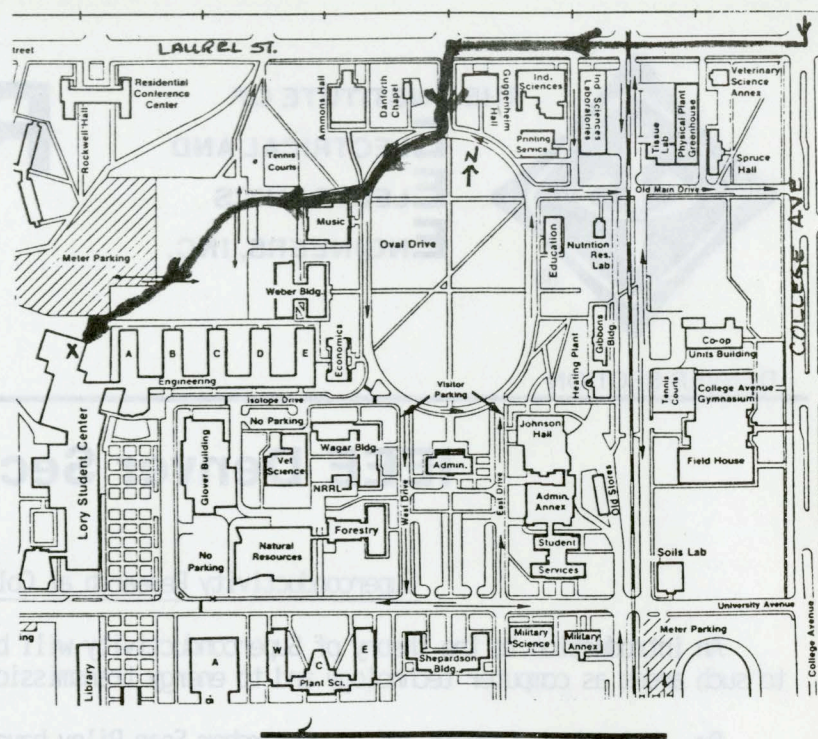 treet
LAUREL ST.
Rockwell Hall
Residential
Conference
Center
Ammons Hall
Danforth
Chapel
Guggenheim
Hall
Ind.
Sciences
Printing
Service
Ind Sciences
Laboratories
Tissue
Lab
Physical Plant
Greenhouse
Veterinary
Science
Annex
Spruce
Hall
Tennis
Courts
N
Music
Old Main Drive
COLLEGE AVE
Meter Parking
Oval Drive
Education
Nutrition
Res.
Lab
Weber Bldg.
X
A
B
C
D
E
Engineering
Economics
Heating Plant
Gibbons
Bldg.
Co-op
Units Building
Tennis
Courts
College Avenue
Gymnasium
Field House
Isotope Drive
No Parking
Visitor
Parking
Lory Student Center
Glover Building
Vet
Science
Wagar Bldg.
NRRL
Forestry
West Drive
Admin.
East Drive
Johnson
Hall
Admin.
Annex
Old Stores
Student
Services
No
Parking
Natural
Resources
Soils Lab
University Avenue
ing
Library
A
W
C
E
Plant Sci.
Shepardson
Bldg.
Military
Science
Military
Annex
Meter Parking
College Avenue